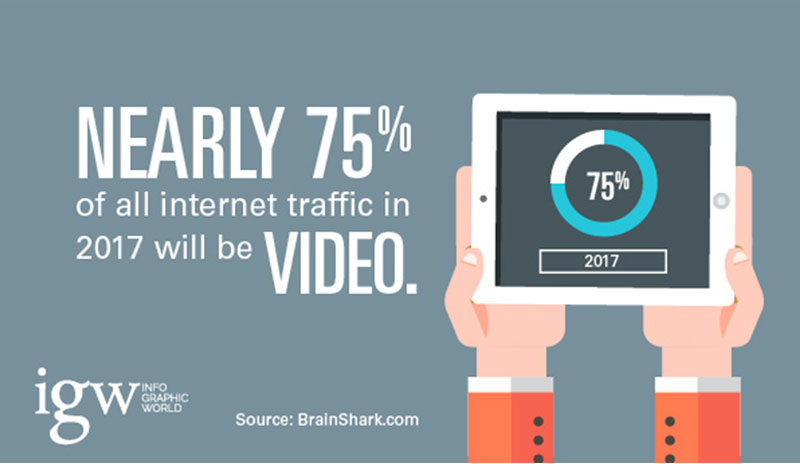 NEARLY 75%
of all internet traffic in
2017 will be VIDEO.
75%
2017
igw INFO
GRAPHIC
WORLD
Source: BrainShark.com